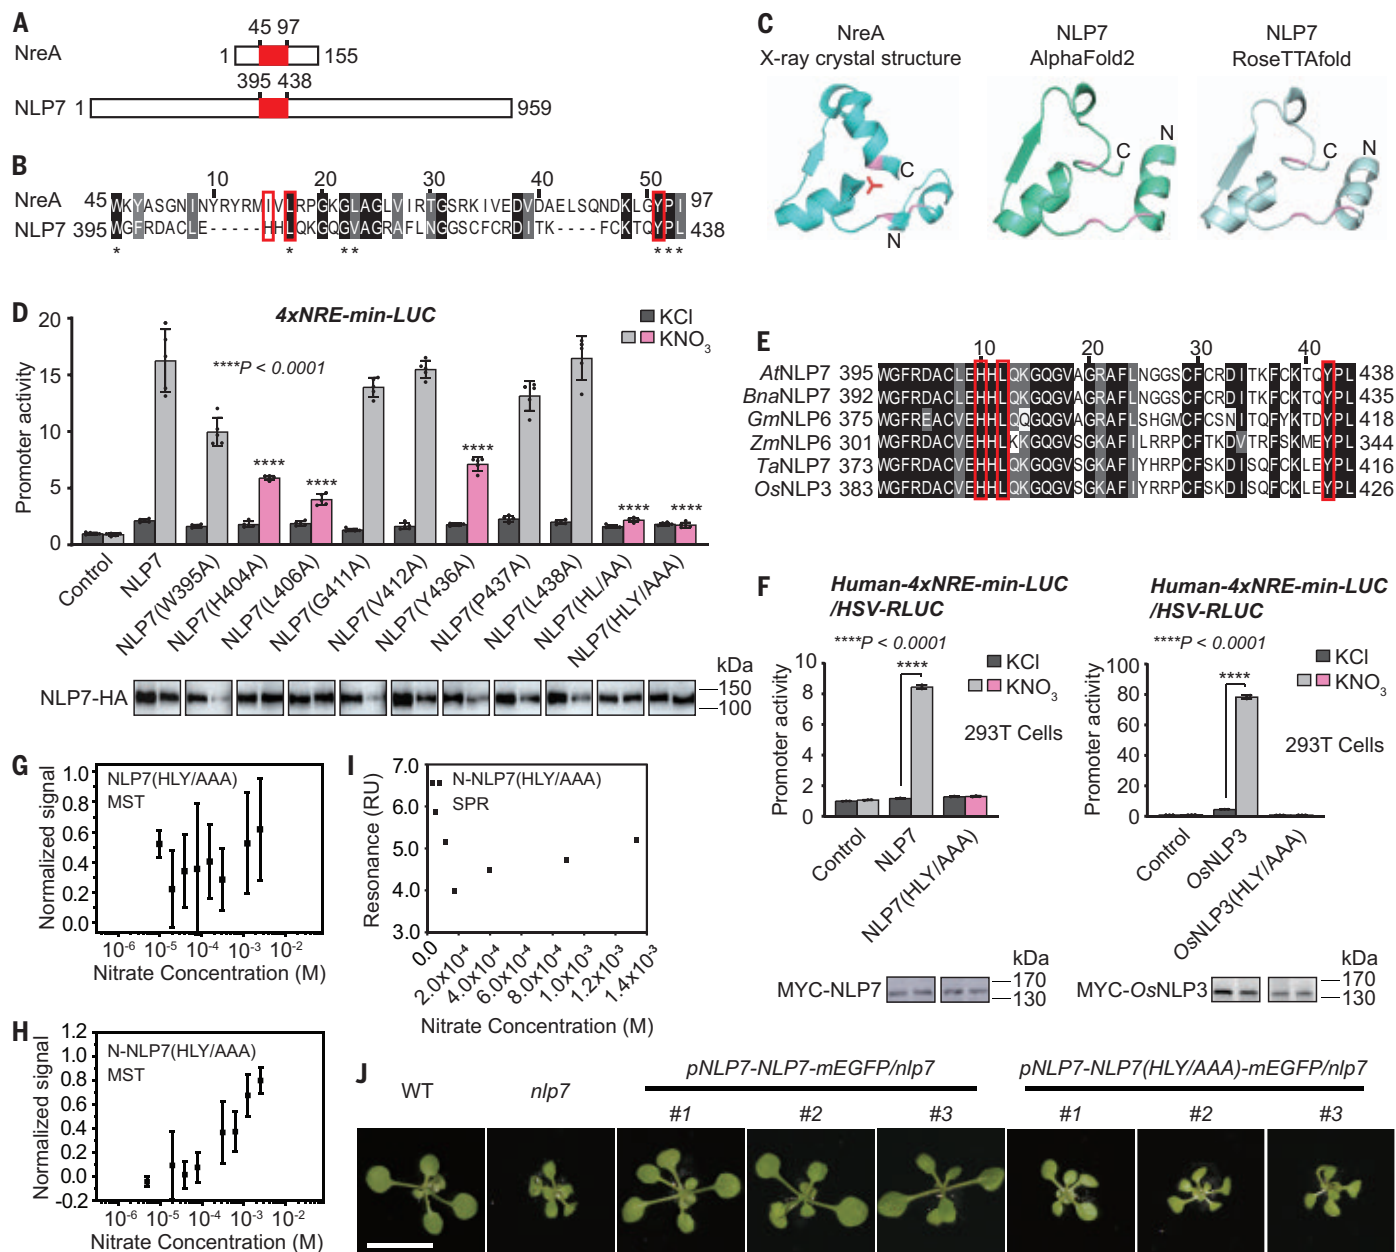 A
45 97
NreA 1 155
395 438
NLP7 1 959
B
10 20 30 40 50
NreA 45 WKYASGNINYRYRMIVLRPGKGLAGLVIRTGSRKIVEDVDAELSQNDKLGYPI 97
NLP7 395 WGFRDACLE-----HHLQKGQGVAGRAFLNGGSCFCRDITK----FCKTQYPL 438
* * * * * * *
C
NreA
X-ray crystal structure
NLP7
AlphaFold2
NLP7
RoseTTAfold
C
N
C
N
C
N
D
4xNRE-min-LUC
KCl
KNO3
****P < 0.0001
Promoter activity
20
15
10
5
0
**** **** **** **** ****
Control
NLP7
NLP7(W395A)
NLP7(H404A)
NLP7(L406A)
NLP7(G411A)
NLP7(V412A)
NLP7(Y436A)
NLP7(P437A)
NLP7(L438A)
NLP7(HL/AA)
NLP7(HLY/AAA)
NLP7-HA
kDa
150
100
E
10 20 30 40
AtNLP7 395 WGFRDACLEHHLQKGQGVAGRAFLNGGSCFCRDITKFCKTQYPL 438
BnaNLP7 392 WGFRDACLEHHLQKGQGVAGRAFLNGGSCFCRDITKFCKTQYPL 435
GmNLP6 375 WGFREACVEHHLQQGQGVAGRAFLSHGMCFCSNITQFYKTDYPL 418
ZmNLP6 301 WGFRDACVEHHLKKGQGVSGKAFILRRPCFTKDVTRFSKMEYPL 344
TaNLP7 373 WGFRDACVEHHLQKGQGVSGKAFIYHRPCFSKDISQFCKLEYPL 416
OsNLP3 383 WGFRDACVEHHLQKGQGVSGKAFIYRRPCFSKDISQFCKLEYPL 426
F
Human-4xNRE-min-LUC
/HSV-RLUC
****P < 0.0001
KCl
KNO3
293T Cells
****
Promoter activity
10
8
6
4
2
0
Control
NLP7
NLP7(HLY/AAA)
MYC-NLP7
kDa
170
130
Human-4xNRE-min-LUC
/HSV-RLUC
****P < 0.0001
KCl
KNO3
293T Cells
****
Promoter activity
100
80
60
40
20
0
Control
OsNLP3
OsNLP3(HLY/AAA)
MYC-OsNLP3
kDa
170
130
G
NLP7(HLY/AAA)
MST
Normalized signal
1.0
0.8
0.6
0.4
0.2
0.0
10-6 10-5 10-4 10-3 10-2
Nitrate Concentration (M)
H
N-NLP7(HLY/AAA)
MST
Normalized signal
1.2
1.0
0.8
0.6
0.4
0.2
0.0
-0.2
10-6 10-5 10-4 10-3 10-2
Nitrate Concentration (M)
I
N-NLP7(HLY/AAA)
SPR
Resonance (RU)
7.0
6.0
5.0
4.0
3.0
0.0 2.0x10-4 4.0x10-4 6.0x10-4 8.0x10-4 1.0x10-3 1.2x10-3 1.4x10-3
Nitrate Concentration (M)
J
WT
nlp7
pNLP7-NLP7-mEGFP/nlp7
#1 #2 #3
pNLP7-NLP7(HLY/AAA)-mEGFP/nlp7
#1 #2 #3